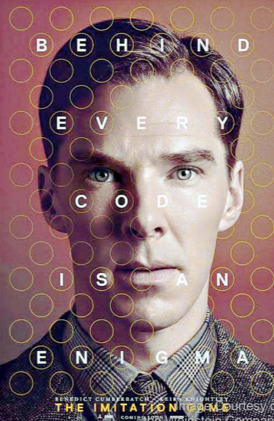 BEHIND
EVERY
CODE
IS AN
ENIGMA
BENEDICT CUMBERBATCH KEIRA KNIGHTLEY
THE IMITATION GAME